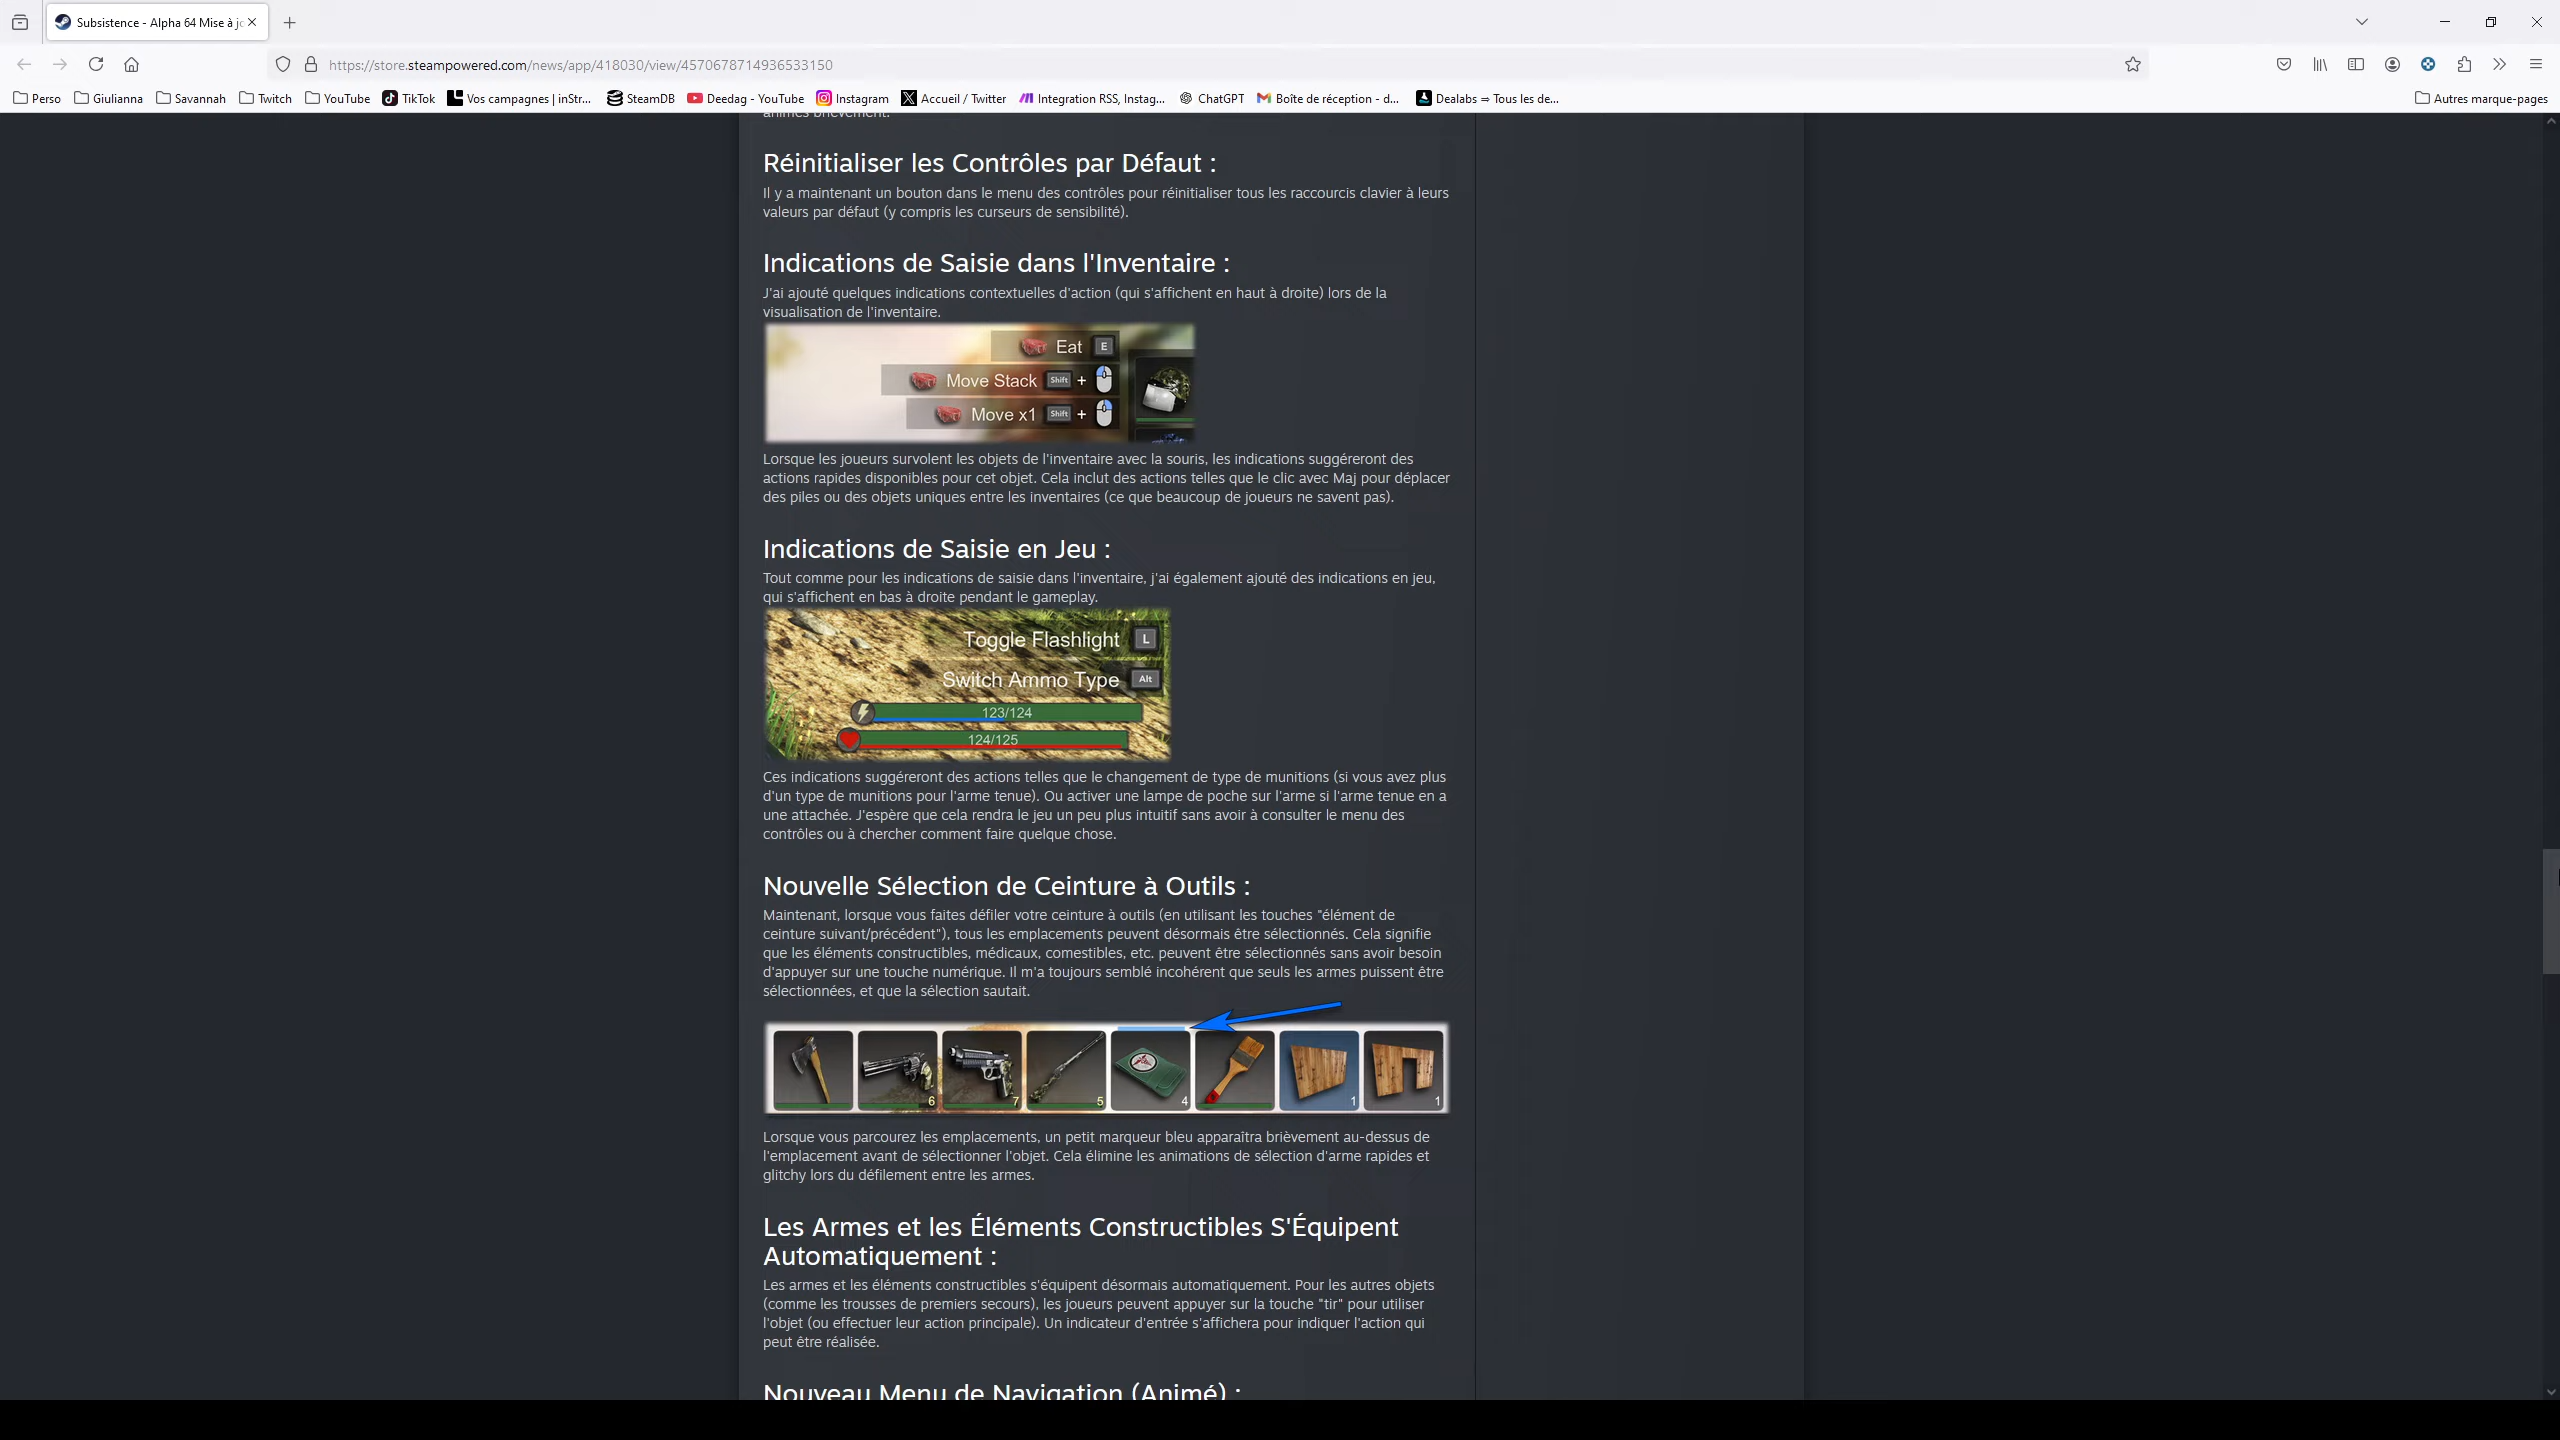 Subsistence - Alpha 64 Mise à jo
https://store.steampowered.com/news/app/418030/view/4570678714936533150
Perso Giulianna Savannah Twitch YouTube TikTok Vos campagnes | inStr... SteamDB Deedag - YouTube Instagram Accueil / Twitter Integration RSS, Instag... ChatGPT Boîte de réception - d... Dealabs ⇒ Tous les de... Autres marque-pages
animés brièvement.
Réinitialiser les Contrôles par Défaut :
Il y a maintenant un bouton dans le menu des contrôles pour réinitialiser tous les raccourcis clavier à leurs
valeurs par défaut (y compris les curseurs de sensibilité).
Indications de Saisie dans l'Inventaire :
J'ai ajouté quelques indications contextuelles d'action (qui s'affichent en haut à droite) lors de la
visualisation de l'inventaire.
Eat E
Move Stack Shift +
Move x1 Shift +
Lorsque les joueurs survolent les objets de l'inventaire avec la souris, les indications suggéreront des
actions rapides disponibles pour cet objet. Cela inclut des actions telles que le clic avec Maj pour déplacer
des piles ou des objets uniques entre les inventaires (ce que beaucoup de joueurs ne savent pas).
Indications de Saisie en Jeu :
Tout comme pour les indications de saisie dans l'inventaire, j'ai également ajouté des indications en jeu,
qui s'affichent en bas à droite pendant le gameplay.
Toggle Flashlight L
Switch Ammo Type Alt
123/124
124/125
Ces indications suggéreront des actions telles que le changement de type de munitions (si vous avez plus
d'un type de munitions pour l'arme tenue). Ou activer une lampe de poche sur l'arme si l'arme tenue en a
une attachée. J'espère que cela rendra le jeu un peu plus intuitif sans avoir à consulter le menu des
contrôles ou à chercher comment faire quelque chose.
Nouvelle Sélection de Ceinture à Outils :
Maintenant, lorsque vous faites défiler votre ceinture à outils (en utilisant les touches "élément de
ceinture suivant/précédent"), tous les emplacements peuvent désormais être sélectionnés. Cela signifie
que les éléments constructibles, médicaux, comestibles, etc. peuvent être sélectionnés sans avoir besoin
d'appuyer sur une touche numérique. Il m'a toujours semblé incohérent que seuls les armes puissent être
sélectionnées, et que la sélection sautait.
6 7 5 4 1 1
Lorsque vous parcourez les emplacements, un petit marqueur bleu apparaîtra brièvement au-dessus de
l'emplacement avant de sélectionner l'objet. Cela élimine les animations de sélection d'arme rapides et
glitchy lors du défilement entre les armes.
Les Armes et les Éléments Constructibles S'Équipent
Automatiquement :
Les armes et les éléments constructibles s'équipent désormais automatiquement. Pour les autres objets
(comme les trousses de premiers secours), les joueurs peuvent appuyer sur la touche "tir" pour utiliser
l'objet (ou effectuer leur action principale). Un indicateur d'entrée s'affichera pour indiquer l'action qui
peut être réalisée.
Nouveau Menu de Navigation (Animé) :